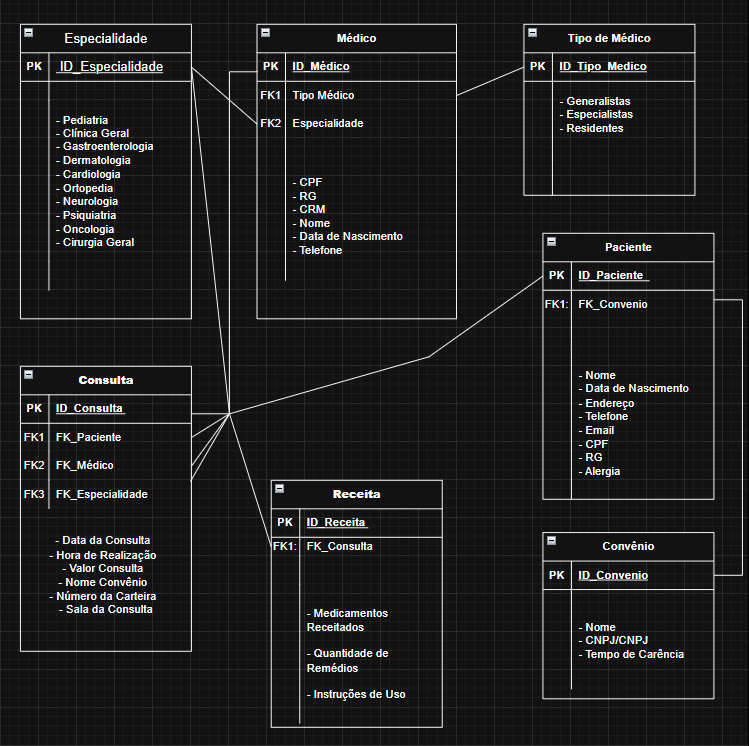 Especialidade
PK ID_Especialidade
- Pediatria
- Clínica Geral
- Gastroenterologia
- Dermatologia
- Cardiologia
- Ortopedia
- Neurologia
- Psiquiatria
- Oncologia
- Cirurgia Geral
Médico
PK ID_Médico
FK1 Tipo Médico
FK2 Especialidade
- CPF
- RG
- CRM
- Nome
- Data de Nascimento
- Telefone
Tipo de Médico
PK ID_Tipo_Medico
- Generalistas
- Especialistas
- Residentes
Paciente
PK ID_Paciente
FK1: FK_Convenio
- Nome
- Data de Nascimento
- Endereço
- Telefone
- Email
- CPF
- RG
- Alergia
Consulta
PK ID_Consulta
FK1 FK_Paciente
FK2 FK_Médico
FK3 FK_Especialidade
- Data da Consulta
- Hora de Realização
- Valor Consulta
- Nome Convênio
- Número da Carteira
- Sala da Consulta
Receita
PK ID_Receita
FK1: FK_Consulta
- Medicamentos
Receitados
- Quantidade de
Remédios
- Instruções de Uso
Convênio
PK ID_Convenio
- Nome
- CNPJ/CNPJ
- Tempo de Carência